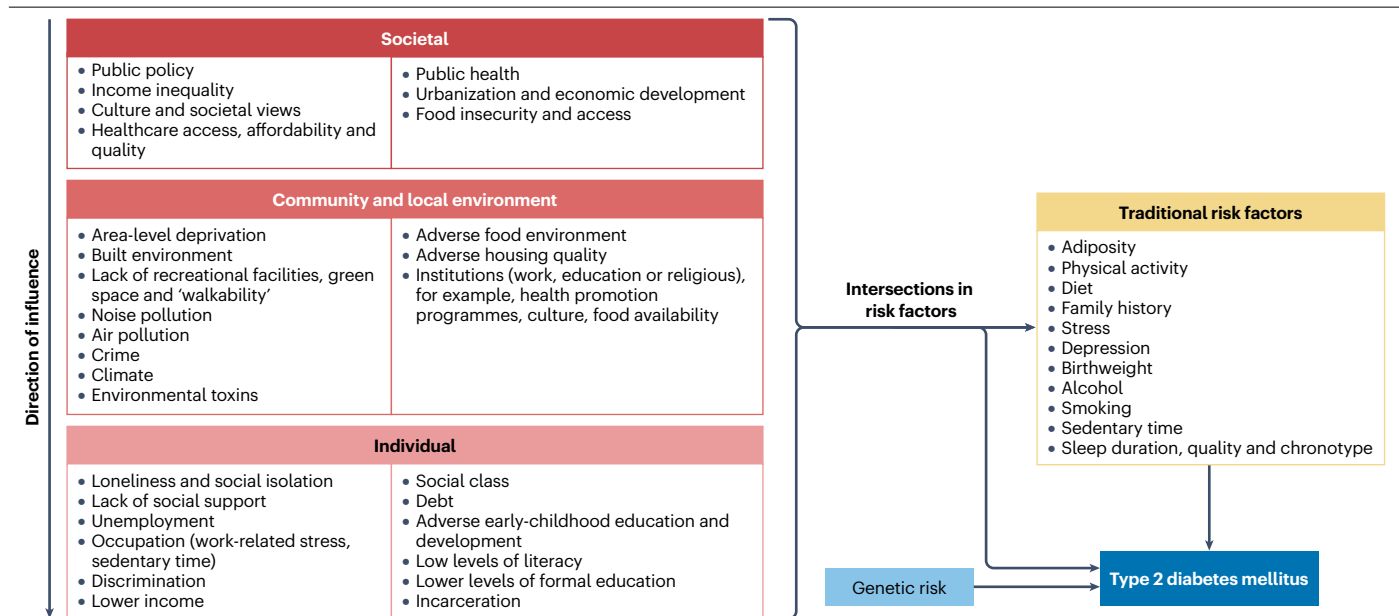 Direction of influence
Societal
• Public policy
• Income inequality
• Culture and societal views
• Healthcare access, affordability and
quality
• Public health
• Urbanization and economic development
• Food insecurity and access
Community and local environment
• Area-level deprivation
• Built environment
• Lack of recreational facilities, green
space and ‘walkability’
• Noise pollution
• Air pollution
• Crime
• Climate
• Environmental toxins
• Adverse food environment
• Adverse housing quality
• Institutions (work, education or religious),
for example, health promotion
programmes, culture, food availability
Individual
• Loneliness and social isolation
• Lack of social support
• Unemployment
• Occupation (work-related stress,
sedentary time)
• Discrimination
• Lower income
• Social class
• Debt
• Adverse early-childhood education and
development
• Low levels of literacy
• Lower levels of formal education
• Incarceration
Intersections in
risk factors
Traditional risk factors
• Adiposity
• Physical activity
• Diet
• Family history
• Stress
• Depression
• Birthweight
• Alcohol
• Smoking
• Sedentary time
• Sleep duration, quality and chronotype
Genetic risk
Type 2 diabetes mellitus